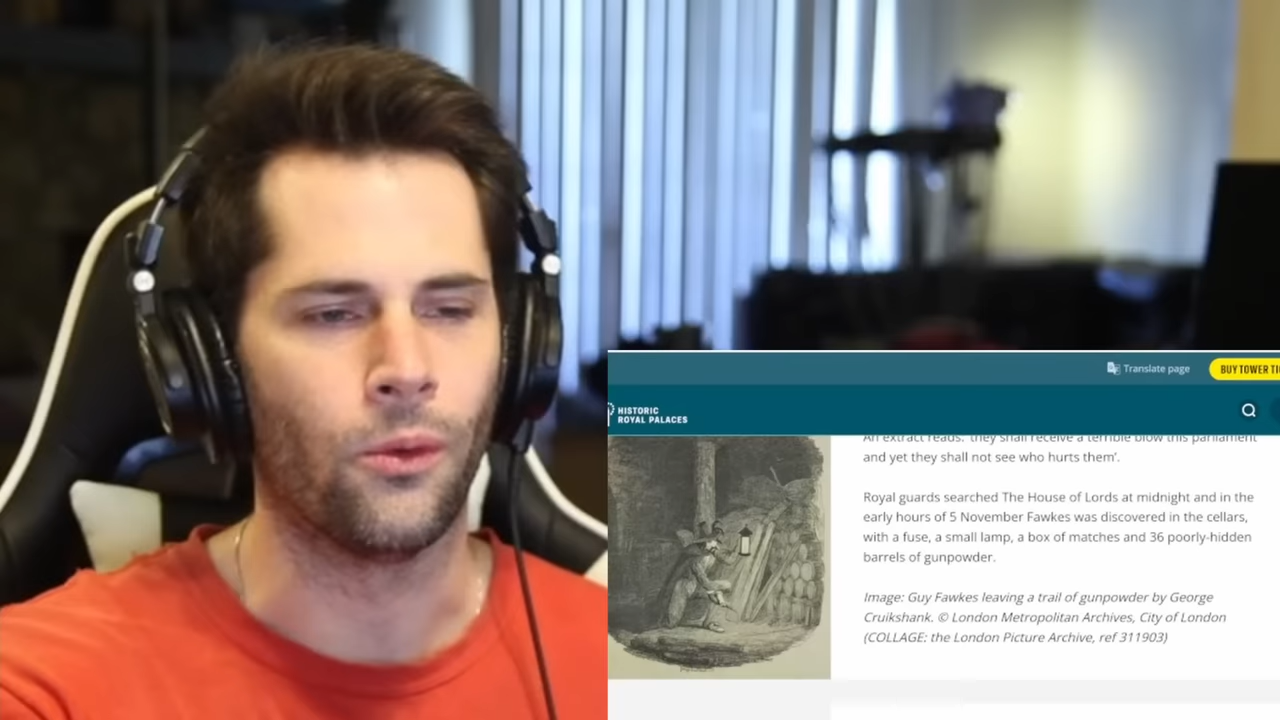 Translate page
BUY TOWER TI
HISTORIC
ROYAL PALACES
An extract reads: 'they shall receive a terrible blow this parliament
and yet they shall not see who hurts them'.
Royal guards searched The House of Lords at midnight and in the
early hours of 5 November Fawkes was discovered in the cellars,
with a fuse, a small lamp, a box of matches and 36 poorly-hidden
barrels of gunpowder.
Image: Guy Fawkes leaving a trail of gunpowder by George
Cruikshank. © London Metropolitan Archives, City of London
(COLLAGE: the London Picture Archive, ref 311903)